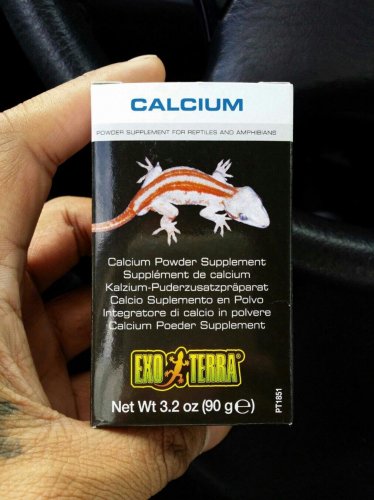 CALCIUM
POWDER SUPPLEMENT FOR REPTILES AND AMPHIBIANS
Calcium Powder Supplement
Supplément de calcium
Kalzium-Puderzusatzpräparat
Calcio Suplemento en Polvo
Integratore di calcio in polvere
Calcium Poeder Supplement
EXO TERRA
Net Wt 3.2 oz (90 g℮)
PT1851